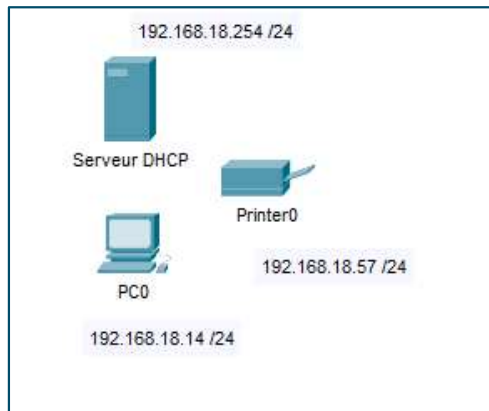 192.168.18.254 /24
Serveur DHCP
Printer0
192.168.18.57 /24
PC0
192.168.18.14 /24